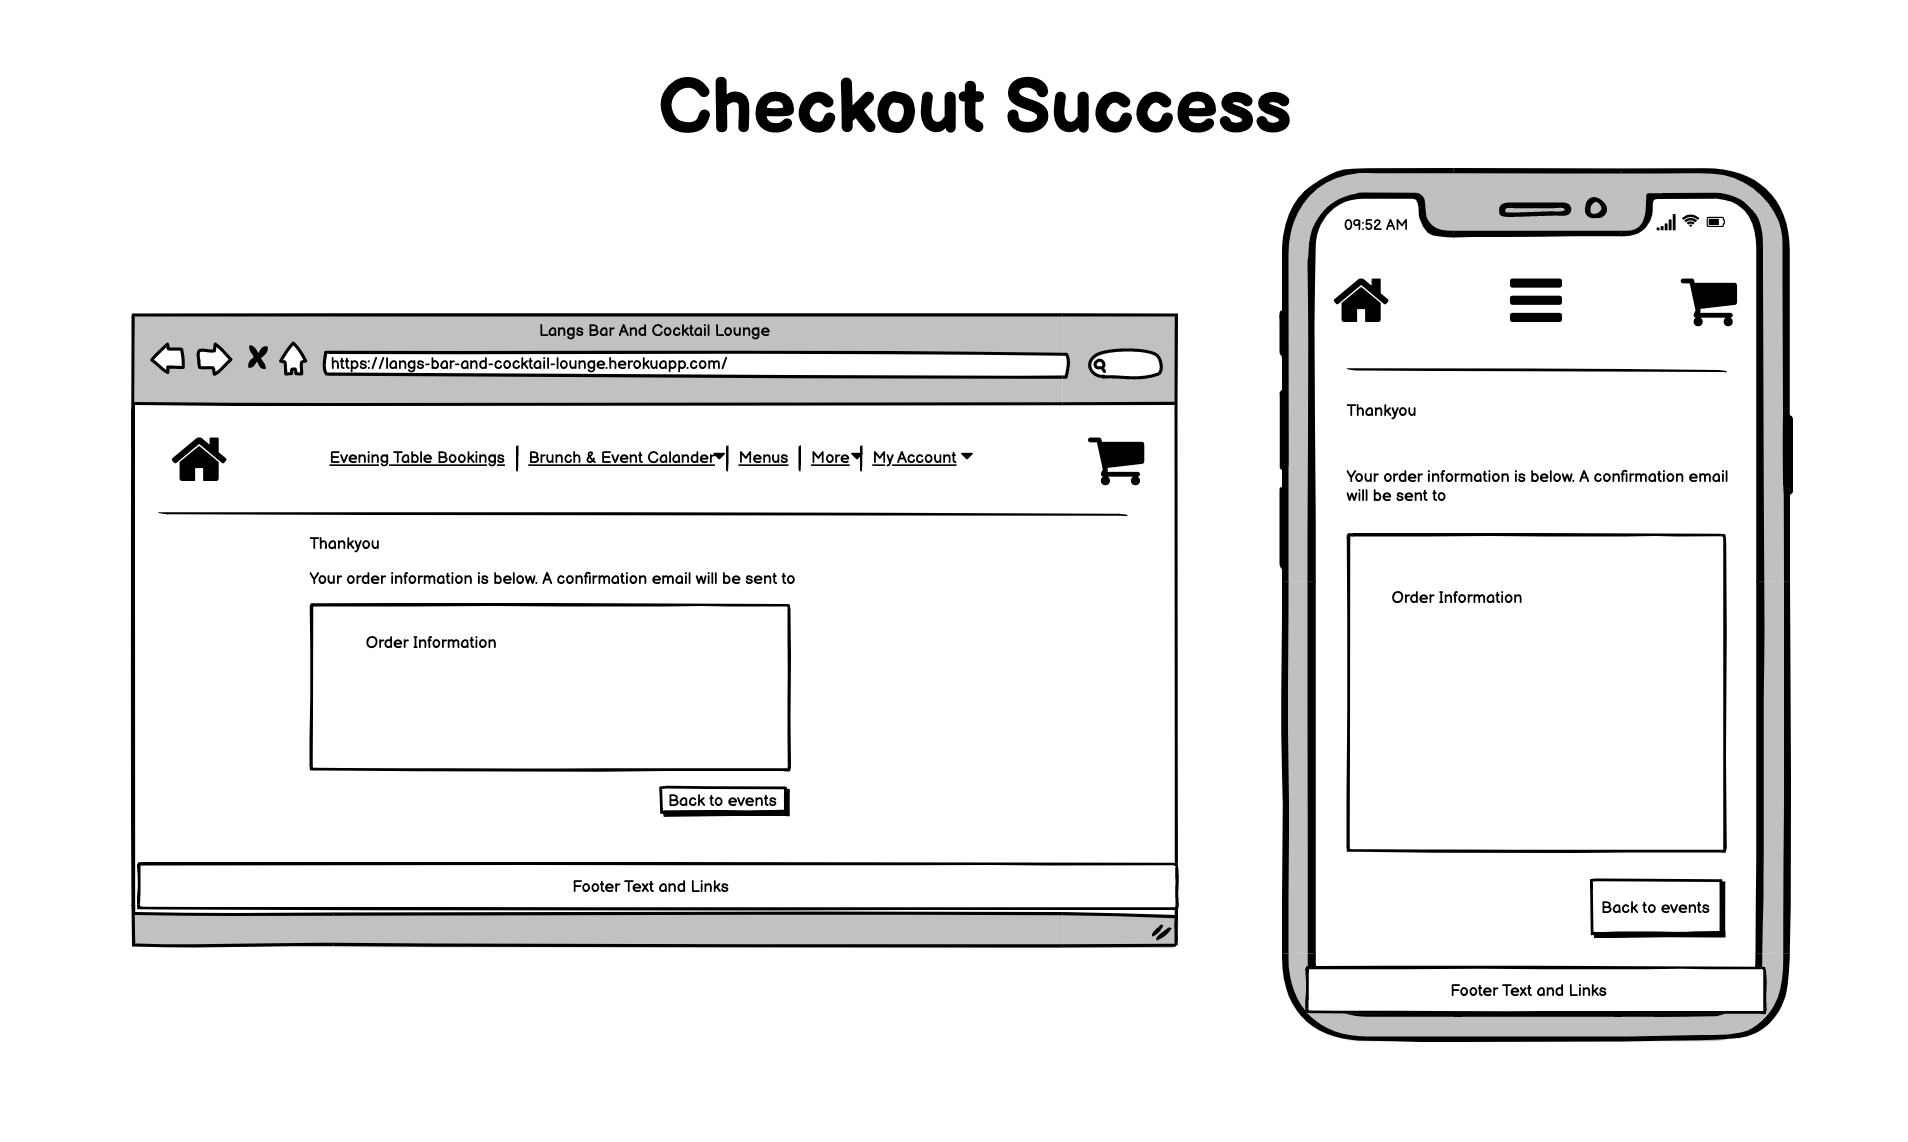 Checkout Success
Langs Bar And Cocktail Lounge
https://langs-bar-and-cocktail-lounge.herokuapp.com/
Evening Table Bookings Brunch & Event Calander Menus More My Account
Thankyou
Your order information is below. A confirmation email will be sent to
Order Information
Back to events
Footer Text and Links
09:52 AM
Thankyou
Your order information is below. A confirmation email
will be sent to
Order Information
Back to events
Footer Text and Links